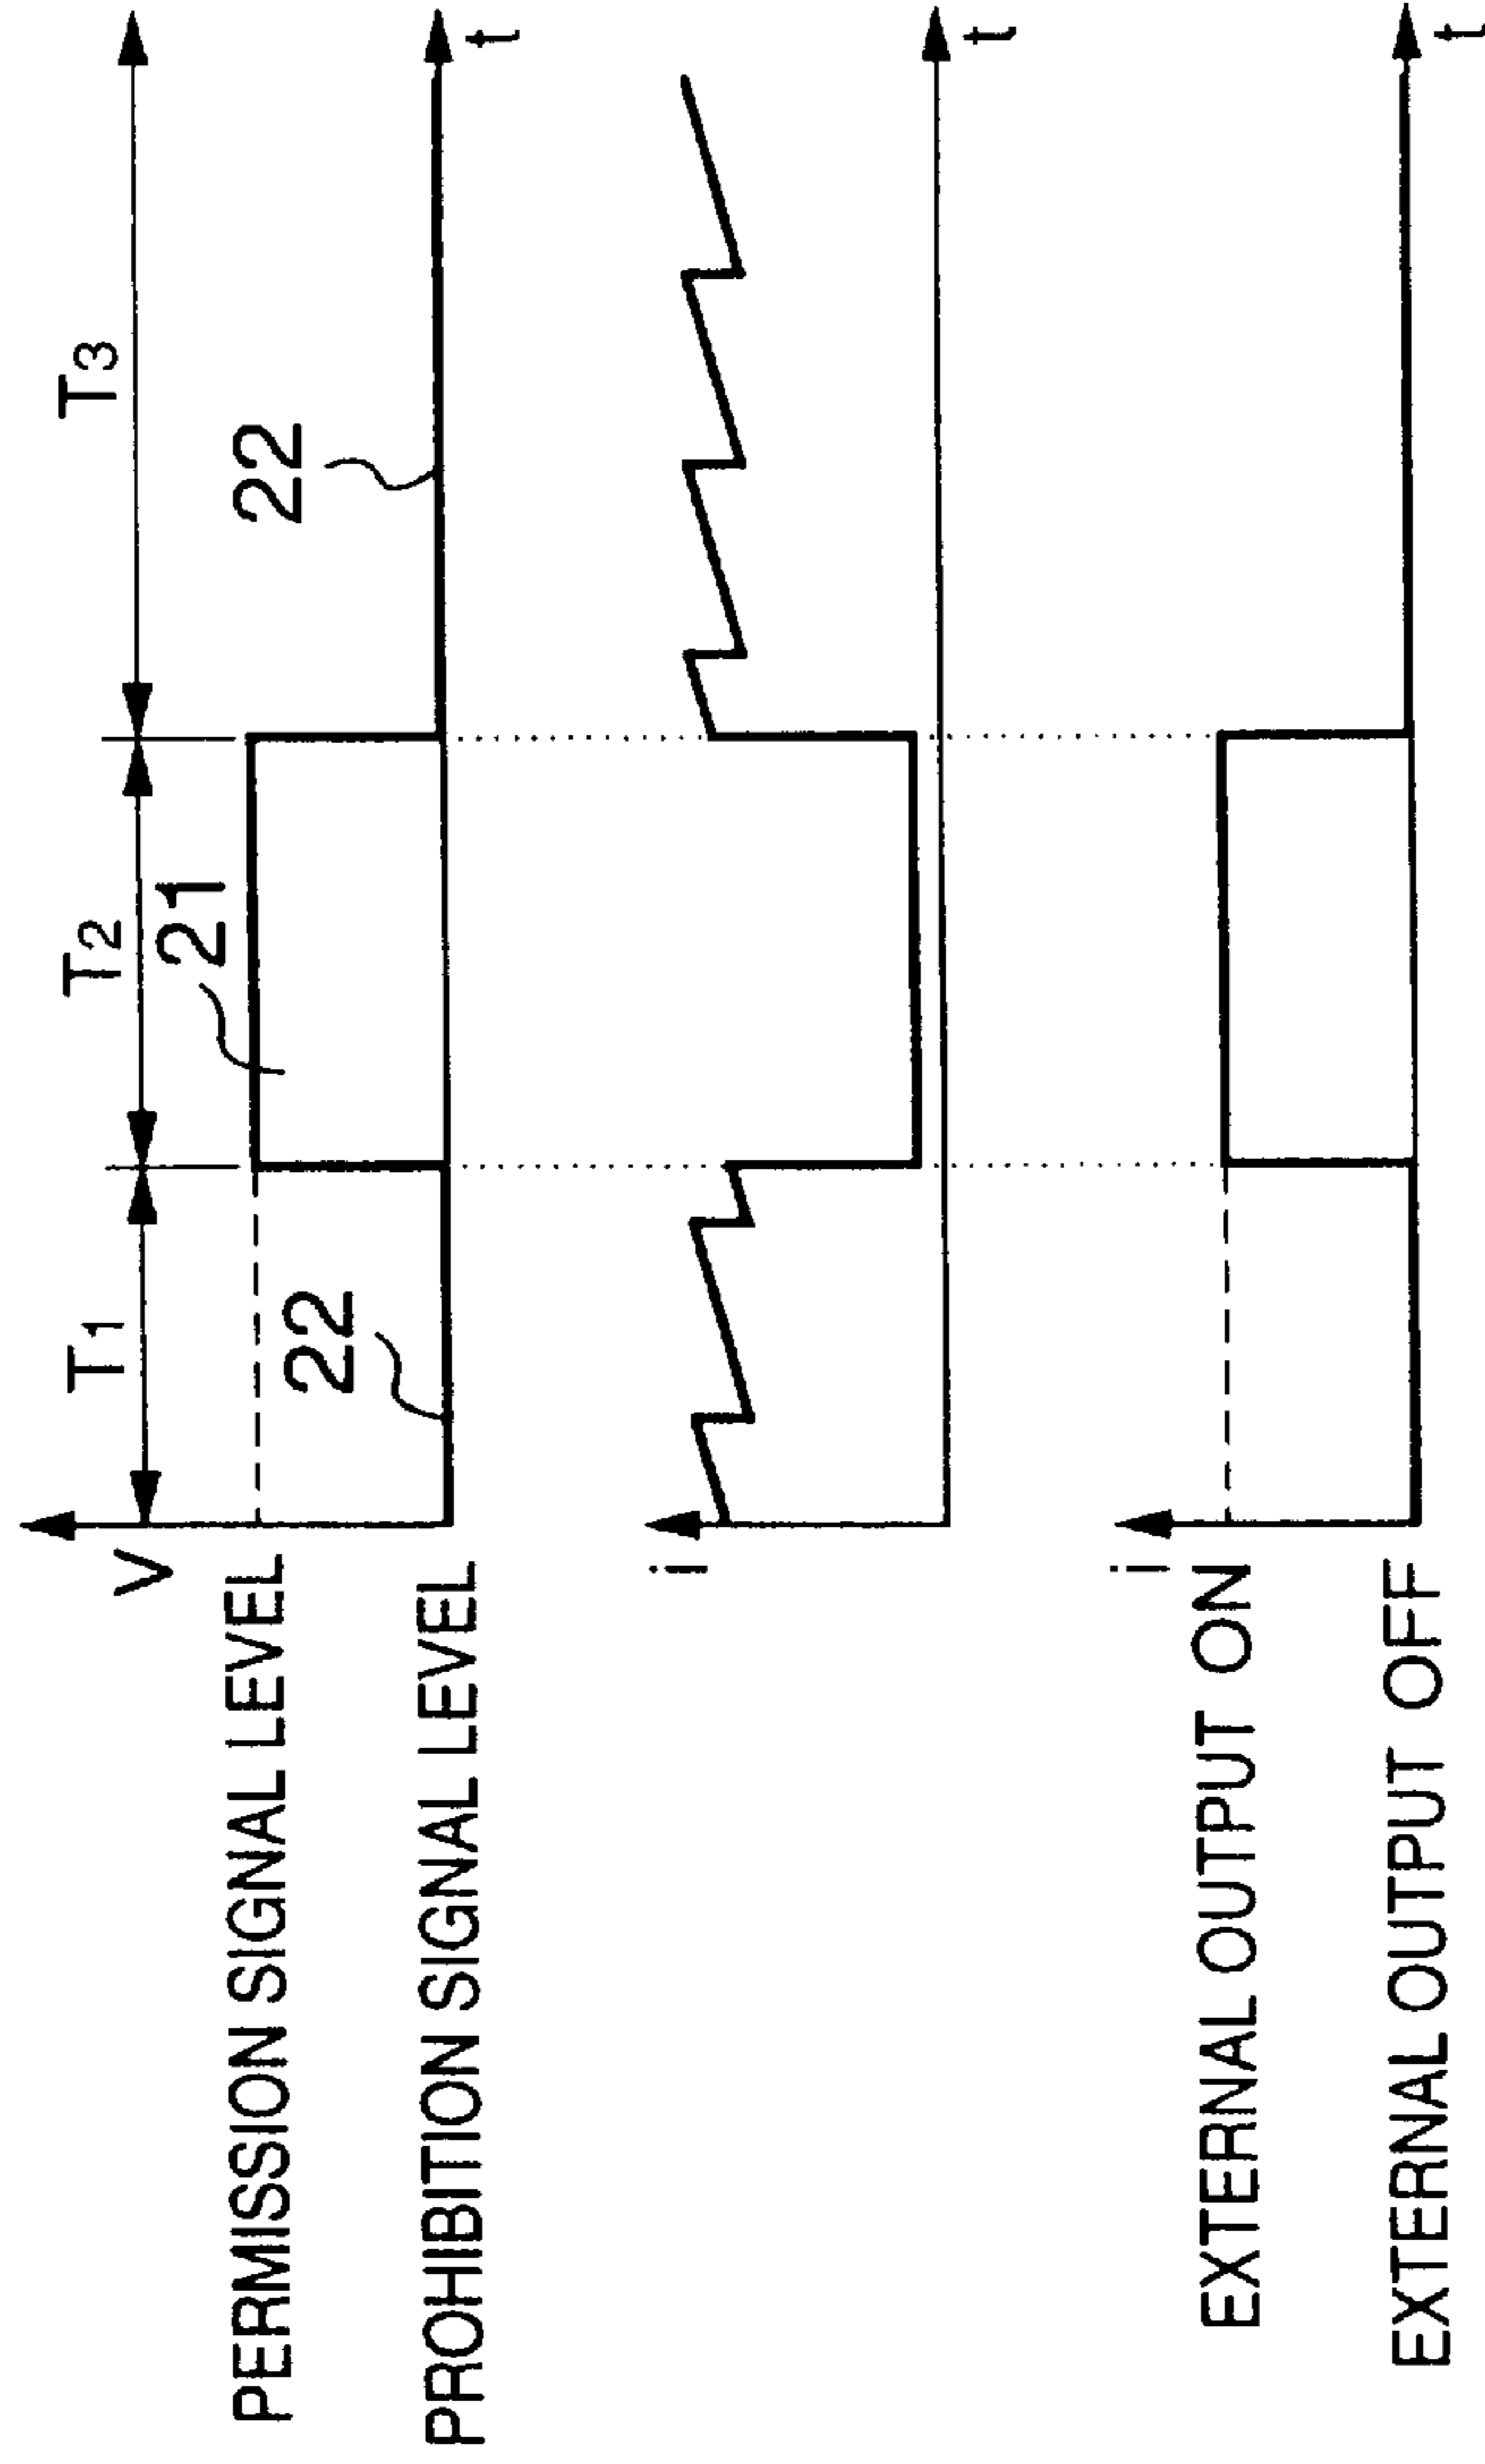 V
T1
T2
T3
PERMISSION SIGNAL LEVEL
21
22
22
PROHIBITION SIGNAL LEVEL
t
i
t
i
EXTERNAL OUTPUT ON
EXTERNAL OUTPUT OFF
t